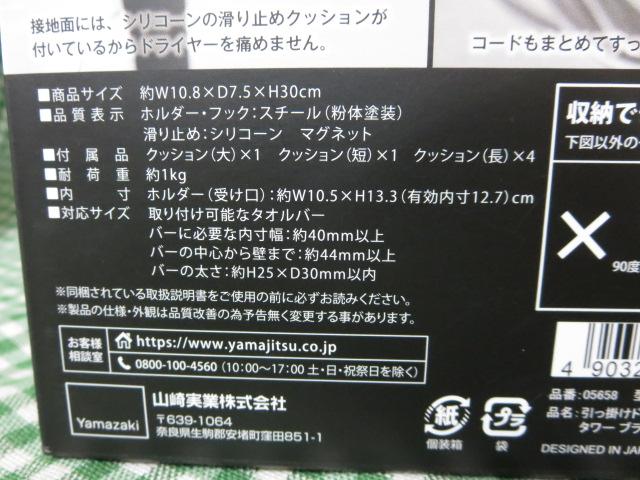 接地面には、シリコーンの滑り止めクッションが
付いているからドライヤーを痛めません。
コードもまとめてすっ
■商品サイズ 約W10.8×D7.5×H30cm
■品質表示 ホルダー・フック:スチール(粉体塗装)
滑り止め:シリコーン マグネット
■付属品 クッション(大)×1 クッション(短)×1 クッション(長)×4
■耐荷重 約1kg
■内寸 ホルダー(受け口):約W10.5×H13.3(有効内寸12.7)cm
■対応サイズ 取り付け可能なタオルバー
バーに必要な内寸幅:約40mm以上
バーの中心から壁まで:約44mm以上
バーの太さ:約H25×D30mm以内
※同梱されている取扱説明書をご使用の前に必ずお読みください。
※製品の仕様・外観は品質改善の為予告無く変更する場合があります。
お客様
相談室
https://www.yamajitsu.co.jp
0800-100-4560 (10:00〜17:00 土・日・祝祭日を除く)
Yamazaki
山崎実業株式会社
〒639-1064
奈良県生駒郡安堵町窪田851-1
紙
個装箱
プラ
袋
収納で
下図以外の
×
90度
4 9032
品番:05658
品名:引っ掛けド
タワー ブラ
DESIGNED IN JA